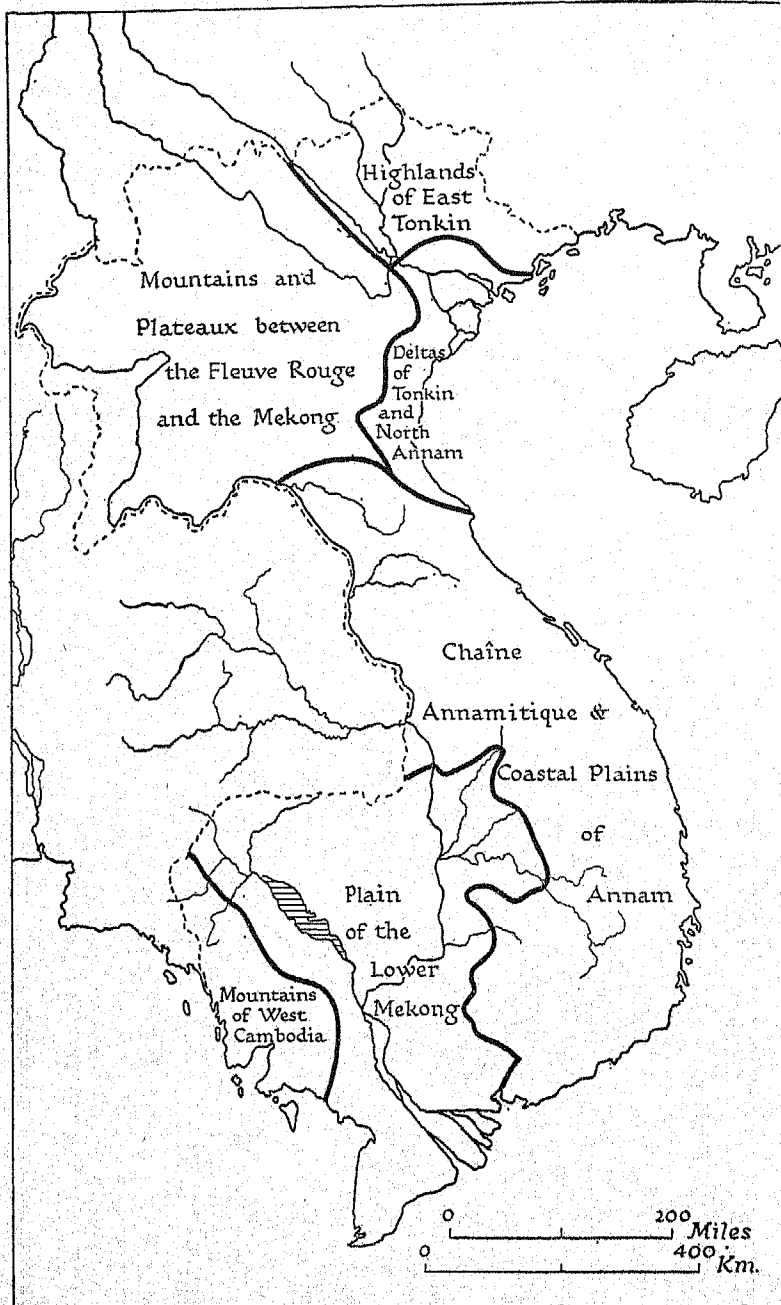 Highlands
of East
Tonkin
Mountains and
Plateaux between
the Fleuve Rouge
and the Mekong
Deltas
of
Tonkin
and
North
Annam
Chaîne
Annamitique &
Coastal Plains
of
Annam
Plain
of the
Lower
Mekong
Mountains
of West
Cambodia
0 200 Miles
0 400 Km.